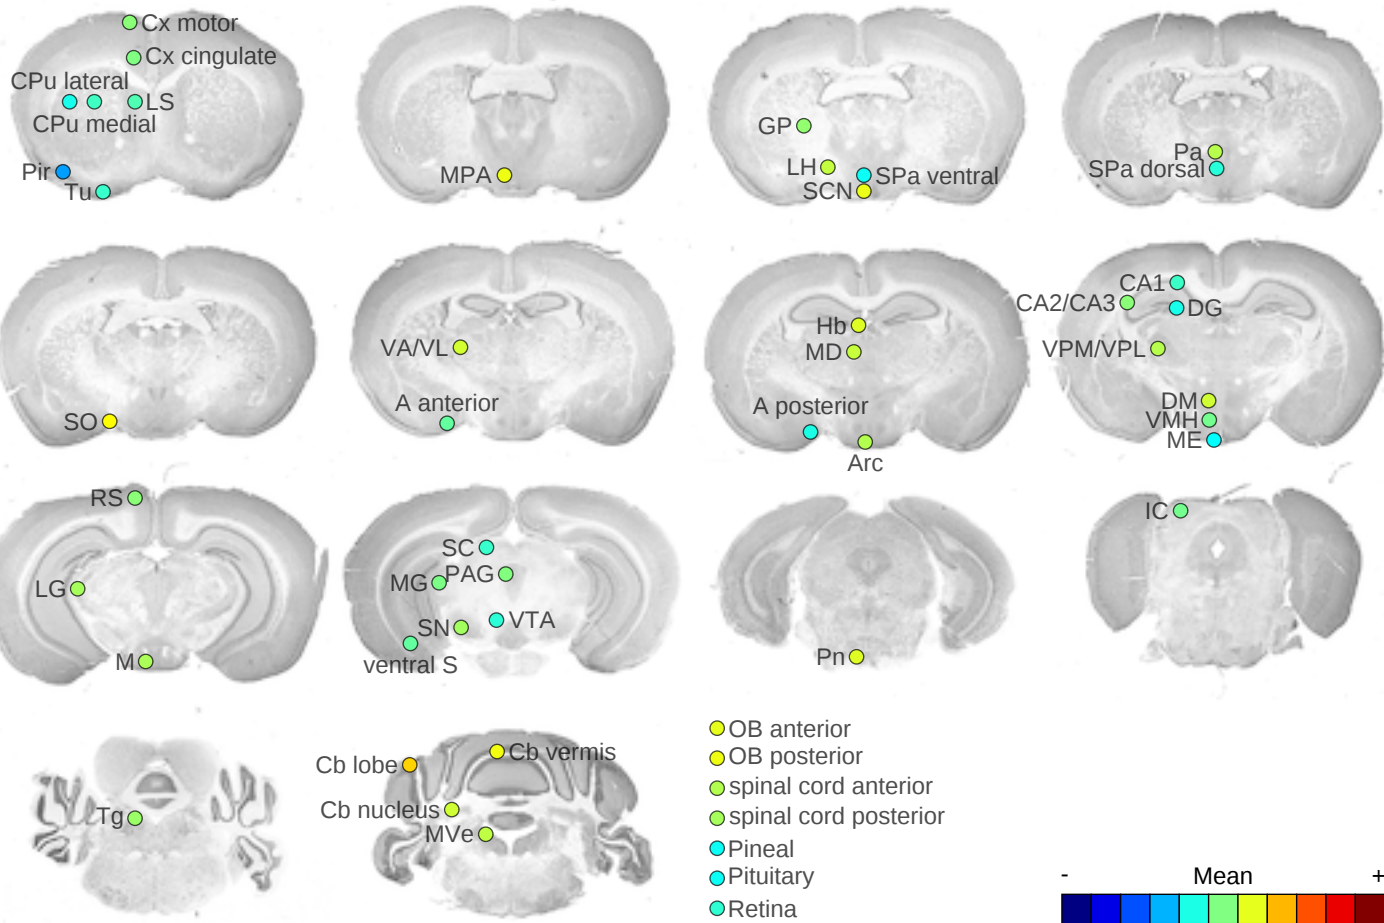 Cx motor
Cx cingulate
CPu lateral
LS
CPu medial
Pir
Tu
MPA
GP
LH
SPa ventral
SCN
Pa
SPa dorsal
SO
VA/VL
A anterior
Hb
MD
A posterior
Arc
CA1
CA2/CA3
DG
VPM/VPL
DM
VMH
ME
RS
LG
M
SC
MG
PAG
SN
VTA
ventral S
Pn
IC
Tg
Cb lobe
Cb vermis
Cb nucleus
MVe
OB anterior
OB posterior
spinal cord anterior
spinal cord posterior
Pineal
Pituitary
Retina
- Mean +